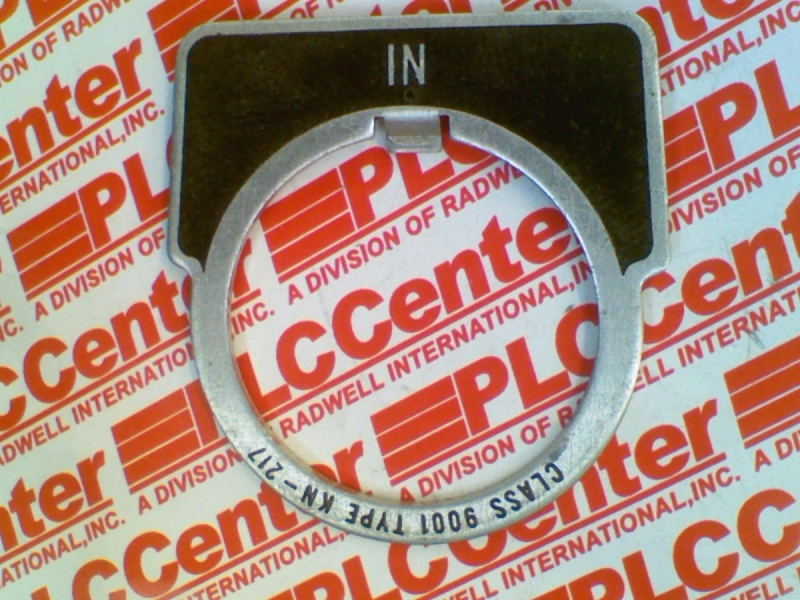 IN
CLASS 9001 TYPE KN-217
PLCCenter
A DIVISION OF RADWELL INTERNATIONAL, INC.